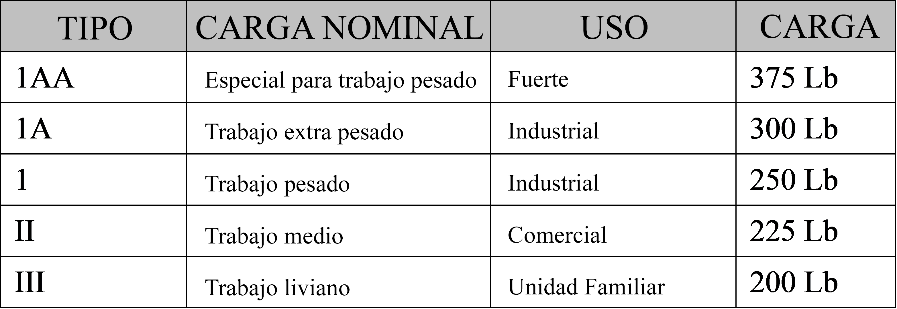 TIPO CARGA NOMINAL USO CARGA
1AA Especial para trabajo pesado Fuerte 375 Lb
1A Trabajo extra pesado Industrial 300 Lb
1 Trabajo pesado Industrial 250 Lb
II Trabajo medio Comercial 225 Lb
III Trabajo liviano Unidad Familiar 200 Lb